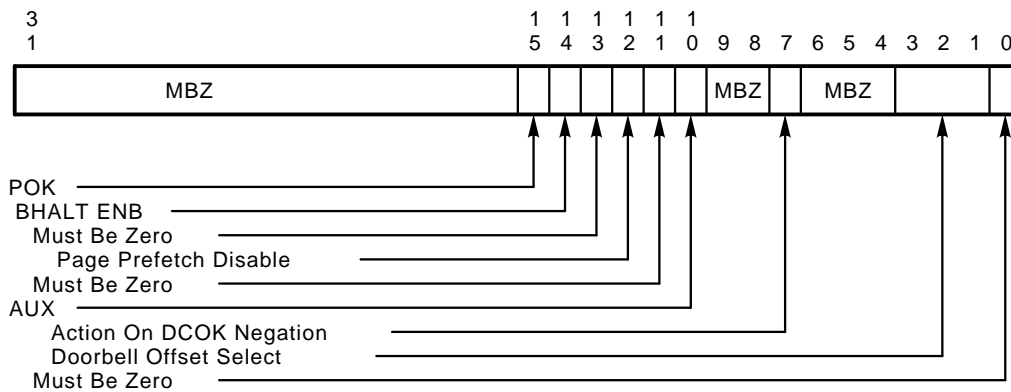 3 1 1 1 1 1 1
1 5 4 3 2 1 0 9 8 7 6 5 4 3 2 1 0
MBZ MBZ MBZ
POK
BHALT ENB
Must Be Zero
Page Prefetch Disable
Must Be Zero
AUX
Action On DCOK Negation
Doorbell Offset Select
Must Be Zero